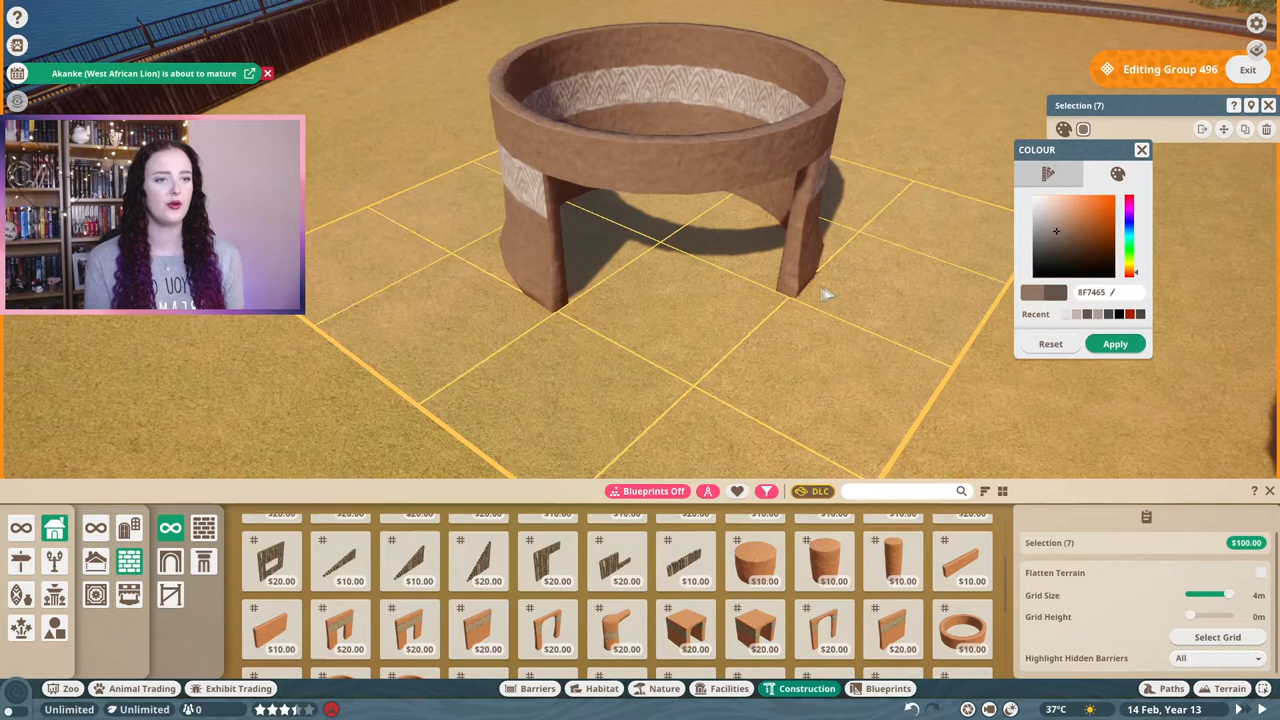 ?
Akanke (West African Lion) is about to mature
Editing Group 496
Exit
Selection (7)
?
COLOUR
8F7465
Recent
Reset
Apply
Blueprints Off
DLC
?
$20.00 $10.00 $10.00 $20.00 $20.00 $20.00 $10.00 $10.00 $10.00 $10.00 $10.00
$10.00 $20.00 $20.00 $20.00 $20.00 $20.00 $20.00 $20.00 $20.00 $20.00 $10.00
Selection (7)
$100.00
Flatten Terrain
Grid Size
4m
Grid Height
0m
Select Grid
Highlight Hidden Barriers
All
Zoo
Animal Trading
Exhibit Trading
Barriers
Habitat
Nature
Facilities
Construction
Blueprints
Paths
Terrain
Unlimited
Unlimited
0
37°C
14 Feb, Year 13